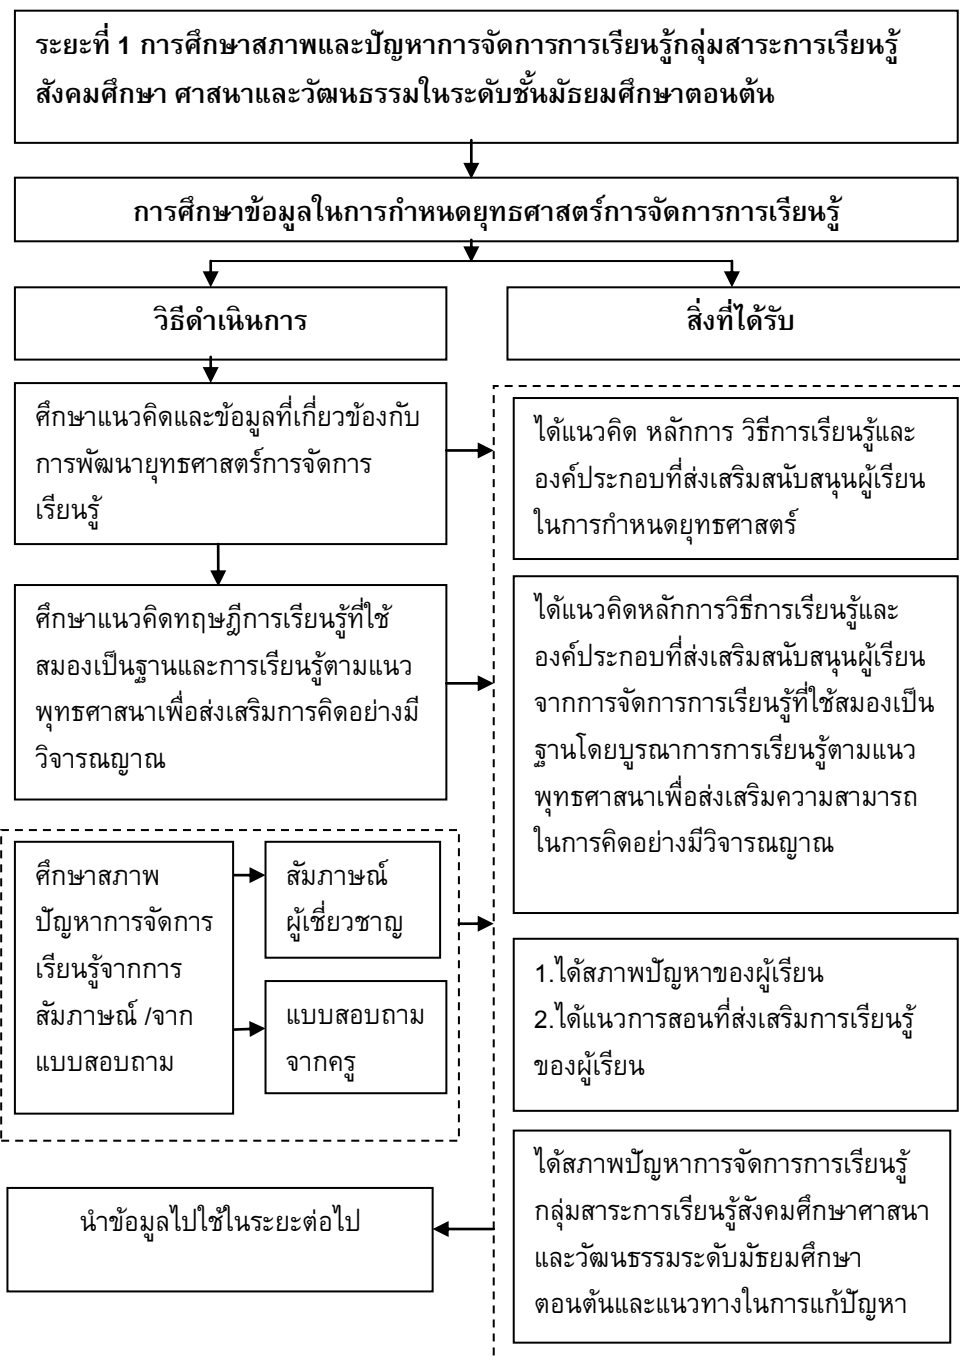 ระยะที่ 1 การศึกษาสภาพและปัญหาการจัดการการเรียนรู้กลุ่มสาระการเรียนรู้
สังคมศึกษา ศาสนาและวัฒนธรรมในระดับชั้นมัธยมศึกษาตอนต้น
การศึกษาข้อมูลในการกำหนดยุทธศาสตร์การจัดการการเรียนรู้
วิธีดำเนินการ
สิ่งที่ได้รับ
ศึกษาแนวคิดและข้อมูลที่เกี่ยวข้องกับ
การพัฒนายุทธศาสตร์การจัดการ
เรียนรู้
ได้แนวคิด หลักการ วิธีการเรียนรู้และ
องค์ประกอบที่ส่งเสริมสนับสนุนผู้เรียน
ในการกำหนดยุทธศาสตร์
ศึกษาแนวคิดทฤษฎีการเรียนรู้ที่ใช้
สมองเป็นฐานและการเรียนรู้ตามแนว
พุทธศาสนาเพื่อส่งเสริมการคิดอย่างมี
วิจารณญาณ
ได้แนวคิดหลักการวิธีการเรียนรู้และ
องค์ประกอบที่ส่งเสริมสนับสนุนผู้เรียน
จากการจัดการการเรียนรู้ที่ใช้สมองเป็น
ฐานโดยบูรณาการการเรียนรู้ตามแนว
พุทธศาสนาเพื่อส่งเสริมความสามารถ
ในการคิดอย่างมีวิจารณญาณ
ศึกษาสภาพ
ปัญหาการจัดการ
เรียนรู้จากการ
สัมภาษณ์ /จาก
แบบสอบถาม
สัมภาษณ์
ผู้เชี่ยวชาญ
แบบสอบถาม
จากครู
1.ได้สภาพปัญหาของผู้เรียน
2.ได้แนวการสอนที่ส่งเสริมการเรียนรู้
ของผู้เรียน
ได้สภาพปัญหาการจัดการการเรียนรู้
กลุ่มสาระการเรียนรู้สังคมศึกษาศาสนา
และวัฒนธรรมระดับมัธยมศึกษา
ตอนต้นและแนวทางในการแก้ปัญหา
นำข้อมูลไปใช้ในระยะต่อไป